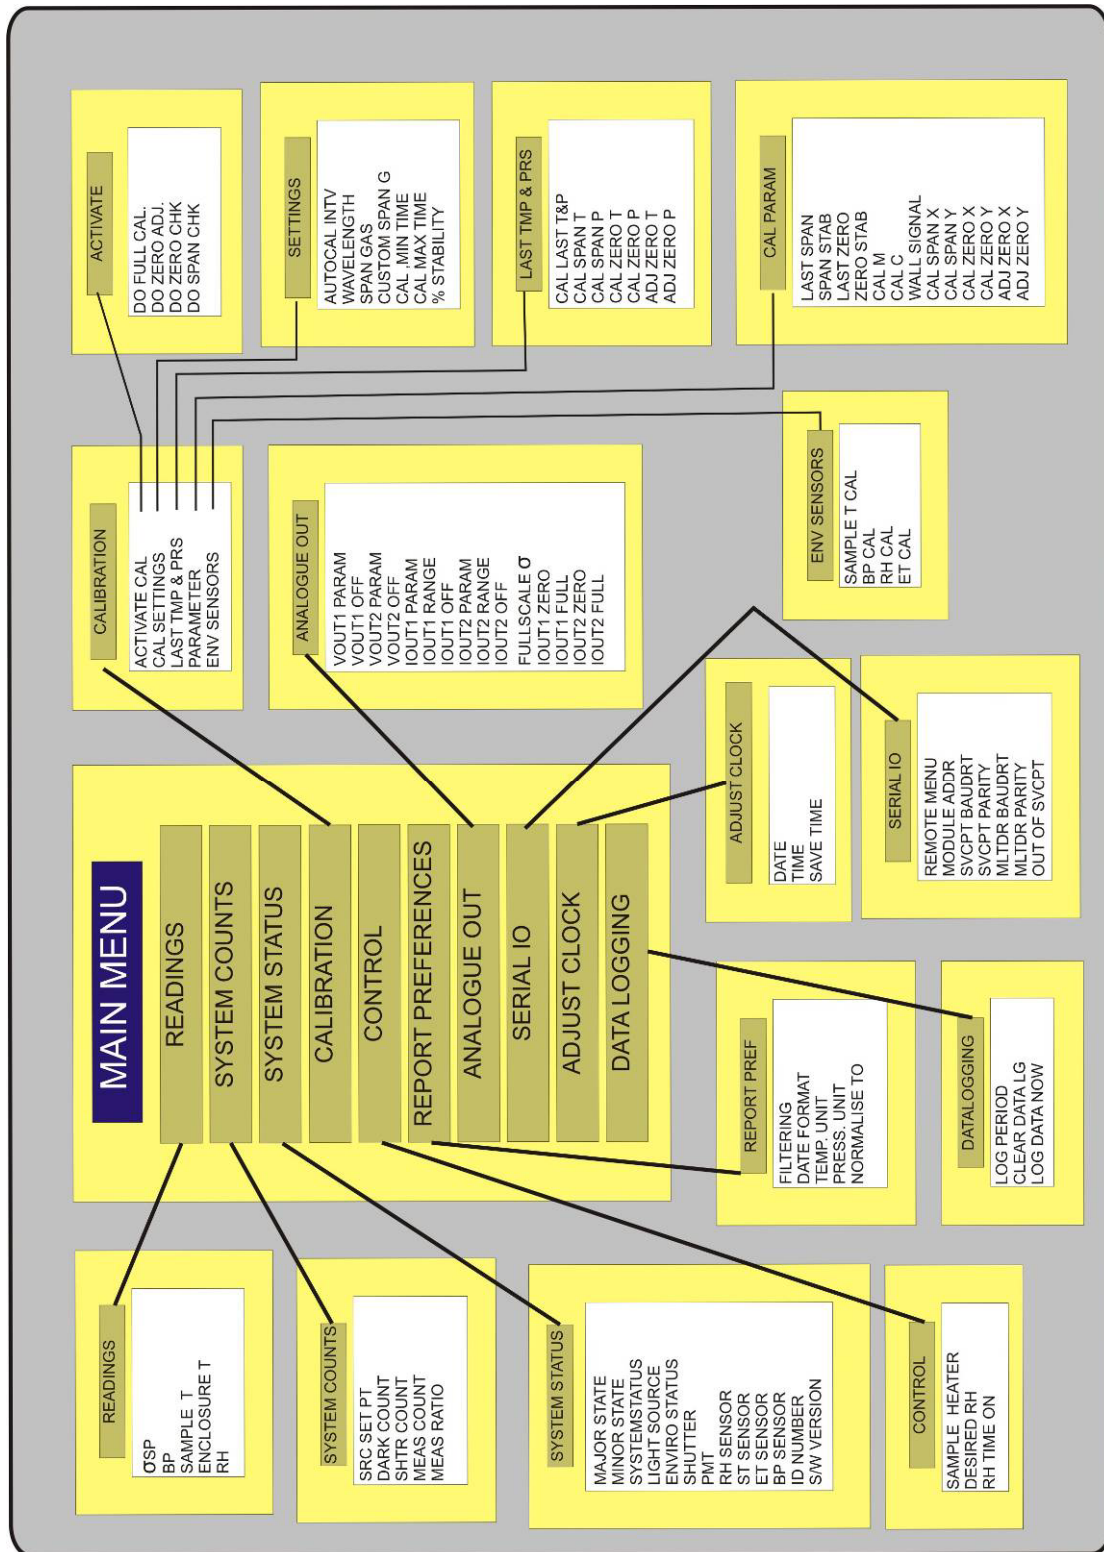 MAIN MENU
READINGS
SYSTEM COUNTS
SYSTEM STATUS
CALIBRATION
CONTROL
REPORT PREFERENCES
ANALOGUE OUT
SERIAL IO
ADJUST CLOCK
DATA LOGGING
READINGS
σSP
BP
SAMPLE T
ENCLOSURE T
RH
SYSTEM COUNTS
SRC SET PT
DARK COUNT
SHTR COUNT
MEAS COUNT
MEAS RATIO
SYSTEM STATUS
MAJOR STATE
MINOR STATE
SYSTEMSTATUS
LIGHT SOURCE
ENVIRO STATUS
SHUTTER
PMT
RH SENSOR
ST SENSOR
ET SENSOR
BP SENSOR
ID NUMBER
S/W VERSION
CONTROL
SAMPLE HEATER
DESIRED RH
RH TIME ON
REPORT PREF
FILTERING
DATE FORMAT
TEMP. UNIT
PRESS. UNIT
NORMALISE TO
DATALOGGING
LOG PERIOD
CLEAR DATA LG
LOG DATA NOW
ADJUST CLOCK
DATE
TIME
SAVE TIME
SERIAL IO
REMOTE MENU
MODULE ADDR
SVCPT BAUDRT
SVCPT PARITY
MLTDR BAUDRT
MLTDR PARITY
OUT OF SVCPT
CALIBRATION
ACTIVATE CAL
CAL SETTINGS
LAST TMP & PRS
PARAMETER
ENV SENSORS
ANALOGUE OUT
VOUT1 PARAM
VOUT1 OFF
VOUT2 PARAM
VOUT2 OFF
IOUT1 PARAM
IOUT1 RANGE
IOUT1 OFF
IOUT2 PARAM
IOUT2 RANGE
IOUT2 OFF
FULLSCALE σ
IOUT1 ZERO
IOUT1 FULL
IOUT2 ZERO
IOUT2 FULL
ENV SENSORS
SAMPLE T CAL
BP CAL
RH CAL
ET CAL
ACTIVATE
DO FULL CAL.
DO ZERO ADJ.
DO ZERO CHK
DO SPAN CHK
SETTINGS
AUTOCAL INTV
WAVELENGTH
SPAN GAS
CUSTOM SPAN G
CAL .MIN TIME
CAL MAX TIME
% STABILITY
LAST TMP & PRS
CAL LAST T&P
CAL SPAN T
CAL SPAN P
CAL ZERO T
CAL ZERO P
ADJ ZERO T
ADJ ZERO P
CAL PARAM
LAST SPAN
SPAN STAB
LAST ZERO
ZERO STAB
CAL M
CAL C
WALL SIGNAL
CAL SPAN X
CAL SPAN Y
CAL ZERO X
CAL ZERO Y
ADJ ZERO X
ADJ ZERO Y